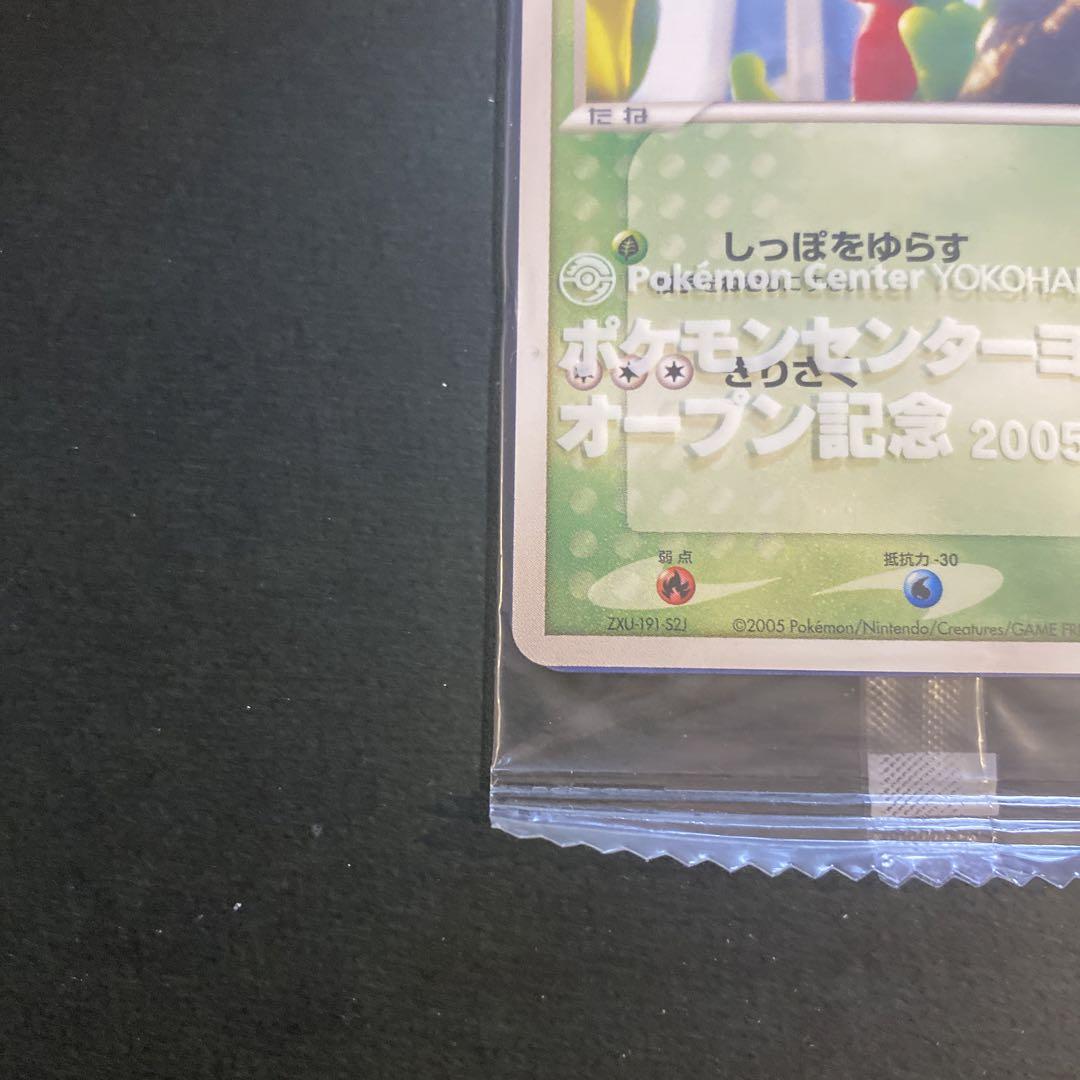 たね
しっぽをゆらす
Pokémon Center YOKOHAM
ポケモンセンターヨ
きりさく
オープン記念 2005
弱点
抵抗力 -30
ZXU-191-S2J
©2005 Pokémon/Nintendo/Creatures/GAME FR